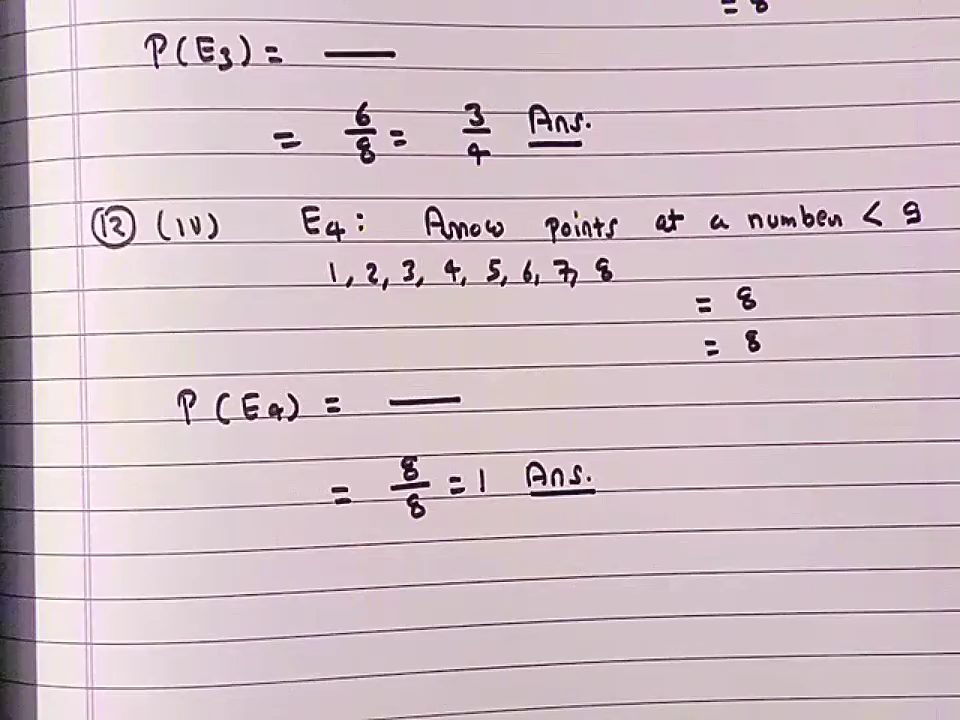 = 8
P(E3) = ——
= 6/8 = 3/4 Ans.
12 (iv) E4: Arrow points at a number < 9
1, 2, 3, 4, 5, 6, 7, 8
= 8
= 8
P(E4) = ——
= 8/8 = 1 Ans.